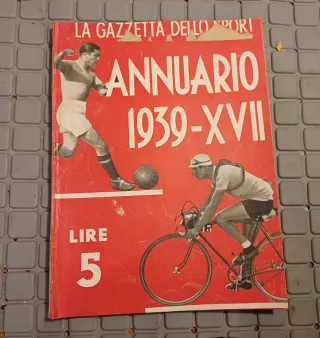 LA GAZZETTA DELLO SPORT
ANNUARIO
1939-XVII
LIRE
5